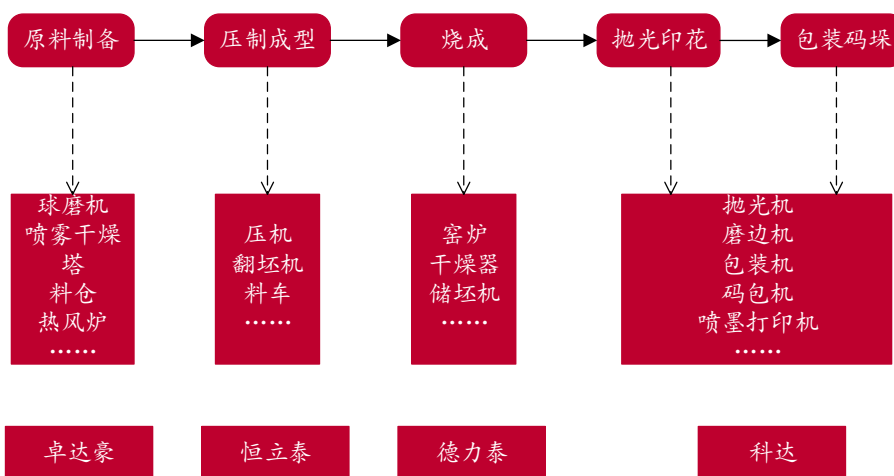 原料制备
压制成型
烧成
抛光印花
包装码垛
球磨机
喷雾干燥
塔
料仓
热风炉
……
压机
翻坯机
料车
……
窑炉
干燥器
储坯机
……
抛光机
磨边机
包装机
码包机
喷墨打印机
……
卓达豪
恒立泰
德力泰
科达